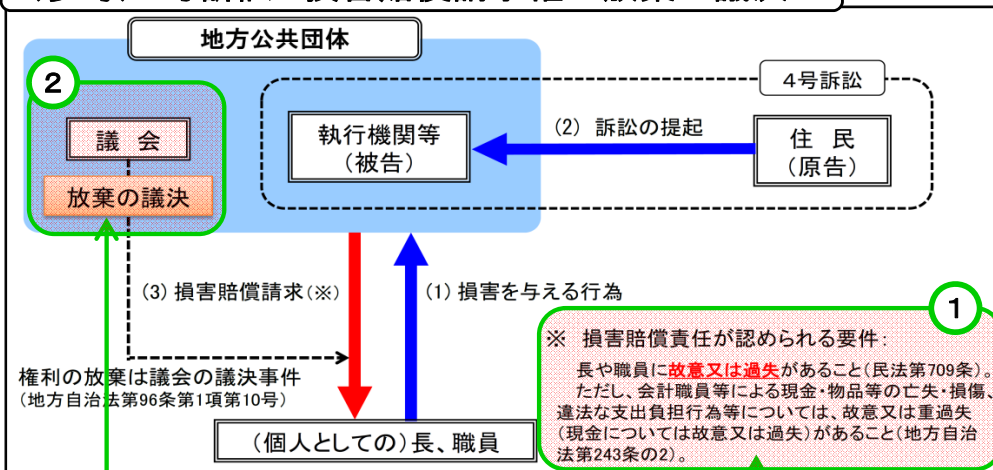 地方公共団体
②
4号訴訟
議 会
執行機関等
(被告)
(2) 訴訟の提起
住 民
(原告)
放棄の議決
(3) 損害賠償請求(※)
(1) 損害を与える行為
①
※ 損害賠償責任が認められる要件:
長や職員に故意又は過失があること(民法第709条)。
ただし、会計職員等による現金・物品等の亡失・損傷、
違法な支出負担行為等については、故意又は重過失
(現金については故意又は過失)があること(地方自治
法第243条の2)。
権利の放棄は議会の議決事件
(地方自治法第96条第1項第10号)
(個人としての)長、職員